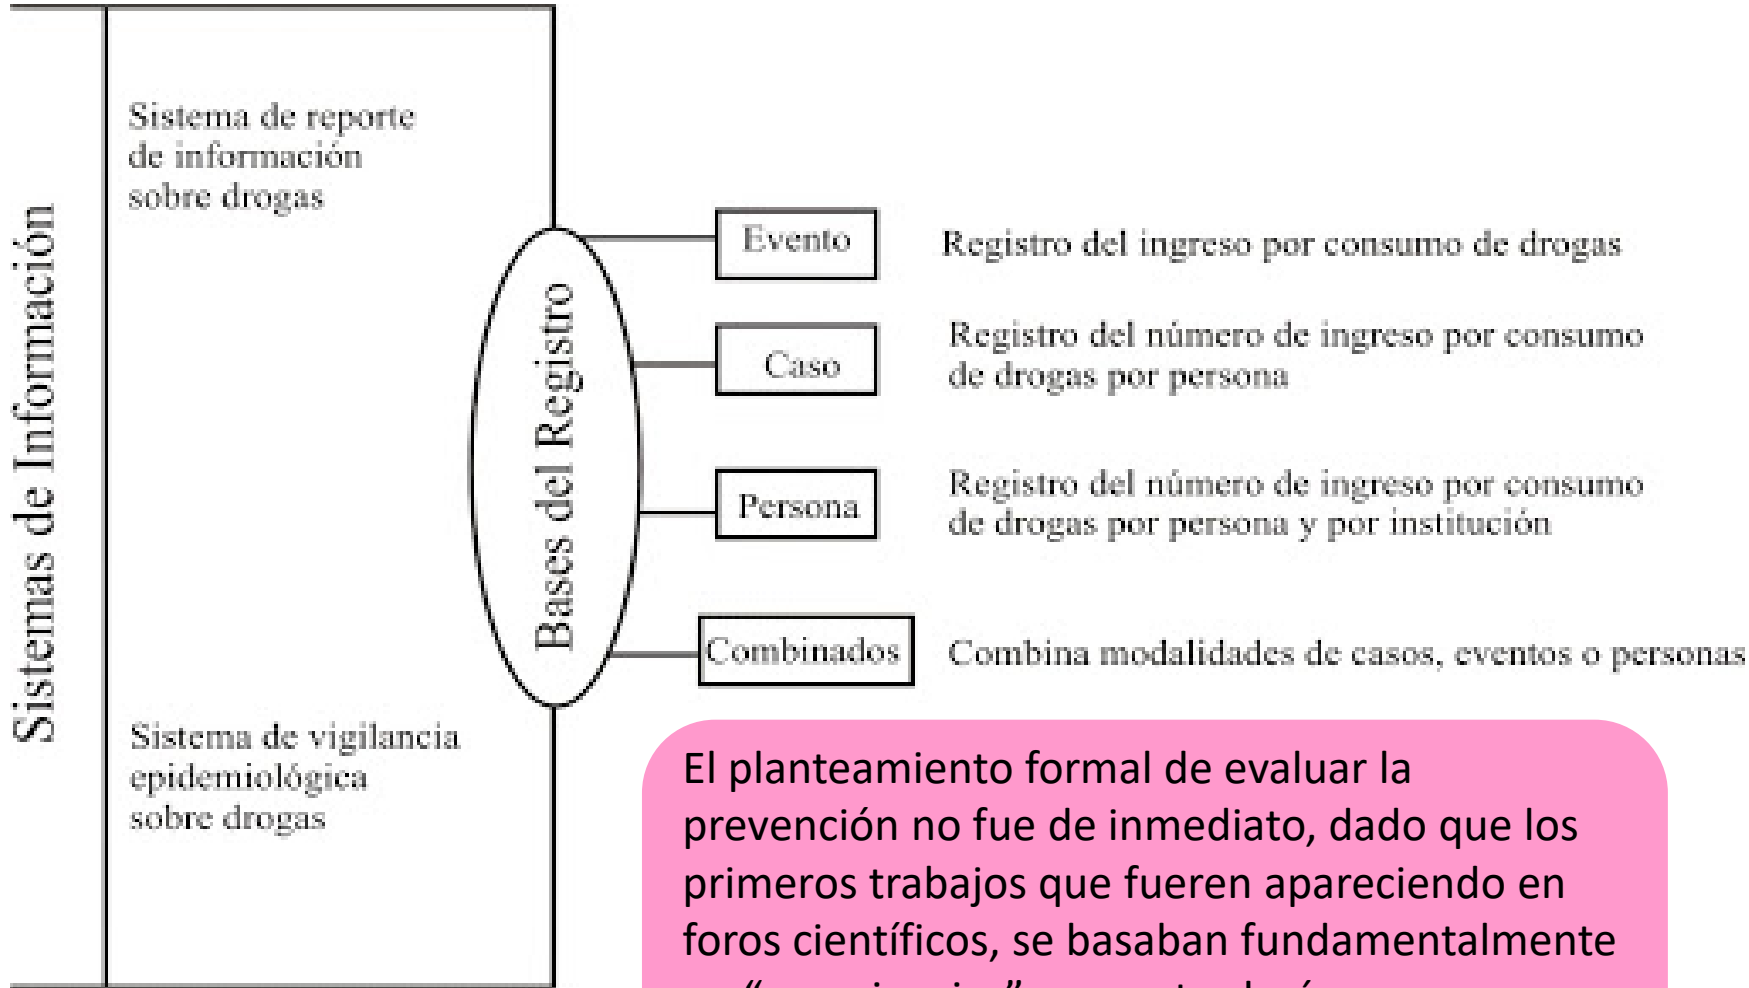 Sistemas de Información
Sistema de reporte
de información
sobre drogas
Sistema de vigilancia
epidemiológica
sobre drogas
Bases del Registro
Evento
Registro del ingreso por consumo de drogas
Caso
Registro del número de ingreso por consumo
de drogas por persona
Persona
Registro del número de ingreso por consumo
de drogas por persona y por institución
Combinados
Combina modalidades de casos, eventos o personas
El planteamiento formal de evaluar la
prevención no fue de inmediato, dado que los
primeros trabajos que fueren apareciendo en
foros científicos, se basaban fundamentalmente